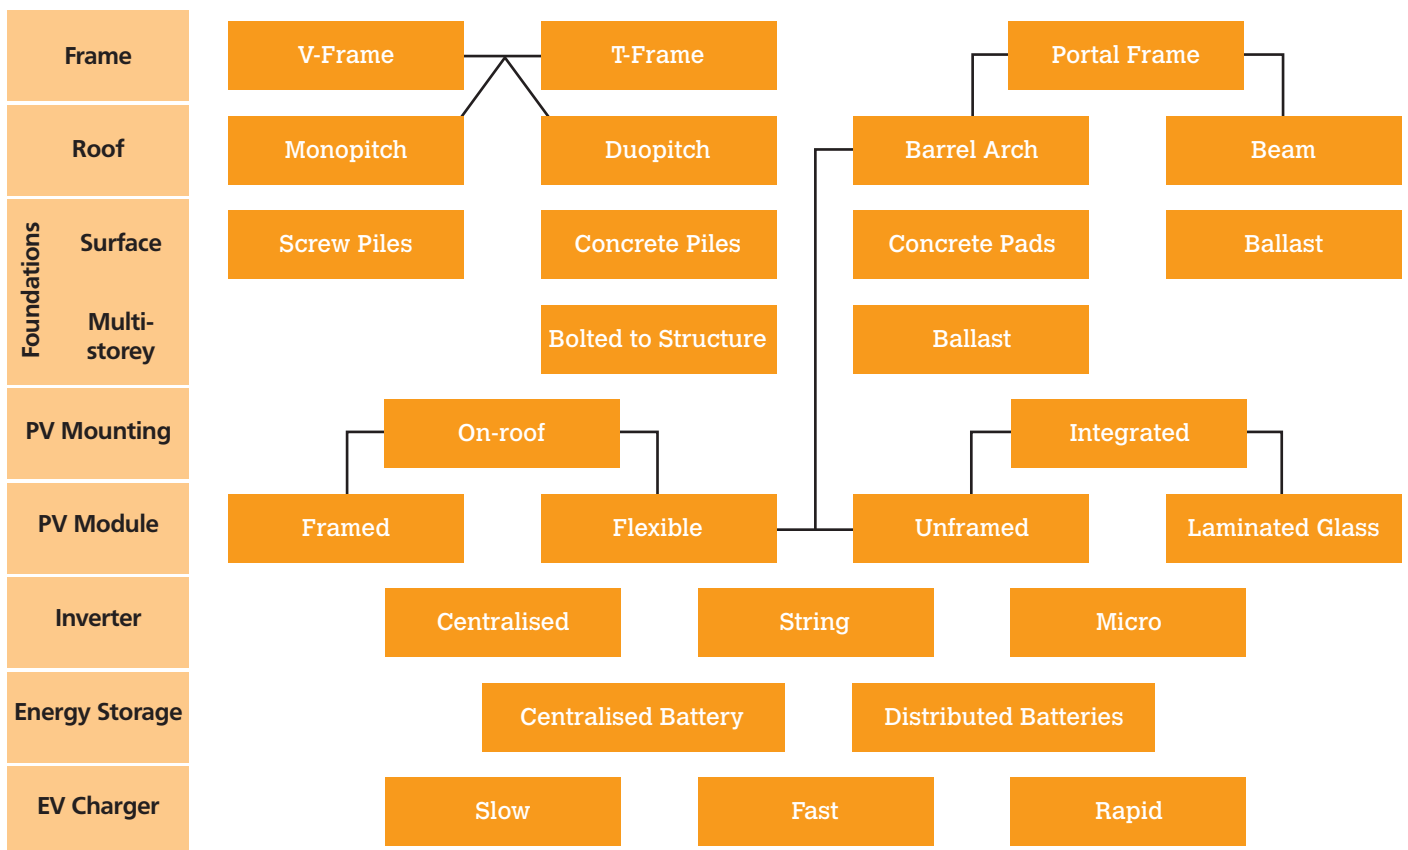 Frame
V-Frame
T-Frame
Portal Frame
Roof
Monopitch
Duopitch
Barrel Arch
Beam
Foundations
Surface
Screw Piles
Concrete Piles
Concrete Pads
Ballast
Multi-
storey
Bolted to Structure
Ballast
PV Mounting
On-roof
Integrated
PV Module
Framed
Flexible
Unframed
Laminated Glass
Inverter
Centralised
String
Micro
Energy Storage
Centralised Battery
Distributed Batteries
EV Charger
Slow
Fast
Rapid